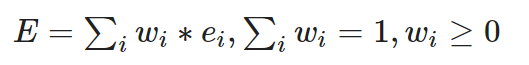 E = ∑ᵢ wᵢ * eᵢ, ∑ᵢ wᵢ = 1, wᵢ ≥ 0